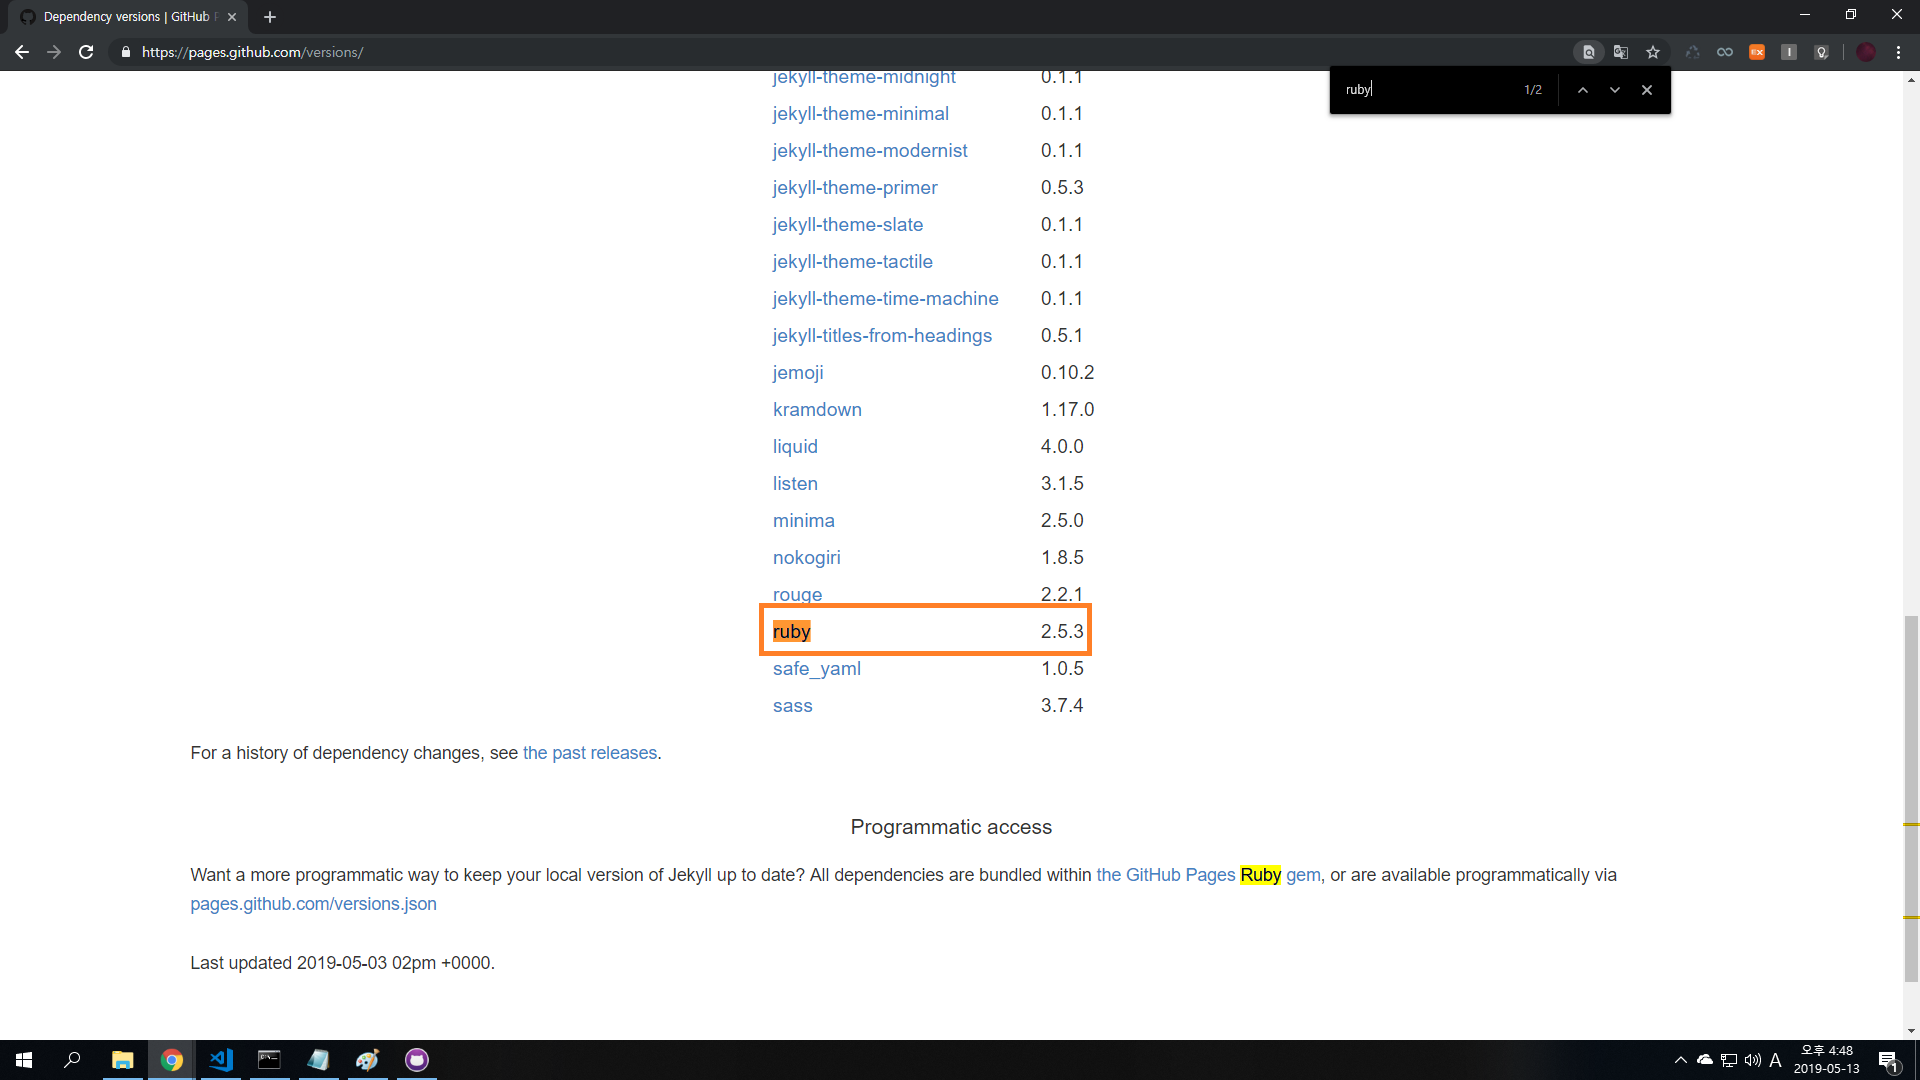 Dependency versions | GitHub P
https://pages.github.com/versions/
ruby 1/2
jekyll-theme-midnight 0.1.1
jekyll-theme-minimal 0.1.1
jekyll-theme-modernist 0.1.1
jekyll-theme-primer 0.5.3
jekyll-theme-slate 0.1.1
jekyll-theme-tactile 0.1.1
jekyll-theme-time-machine 0.1.1
jekyll-titles-from-headings 0.5.1
jemoji 0.10.2
kramdown 1.17.0
liquid 4.0.0
listen 3.1.5
minima 2.5.0
nokogiri 1.8.5
rouge 2.2.1
ruby 2.5.3
safe_yaml 1.0.5
sass 3.7.4
For a history of dependency changes, see the past releases.
Programmatic access
Want a more programmatic way to keep your local version of Jekyll up to date? All dependencies are bundled within the GitHub Pages Ruby gem, or are available programmatically via
pages.github.com/versions.json
Last updated 2019-05-03 02pm +0000.
A 오후 4:48
2019-05-13
1